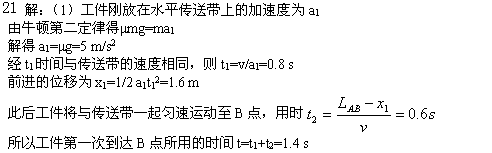 21 解：（1）工件刚放在水平传送带上的加速度为 a₁
由牛顿第二定律得μmg=ma₁
解得 a₁=μg=5 m/s²
经 t₁时间与传送带的速度相同，则 t₁=v/a₁=0.8 s
前进的位移为 x₁=1/2 a₁t₁²=1.6 m
此后工件将与传送带一起匀速运动至 B 点，用时 t₂ = (L_AB − x₁)/v = 0.6s
所以工件第一次到达 B 点所用的时间 t=t₁+t₂=1.4 s